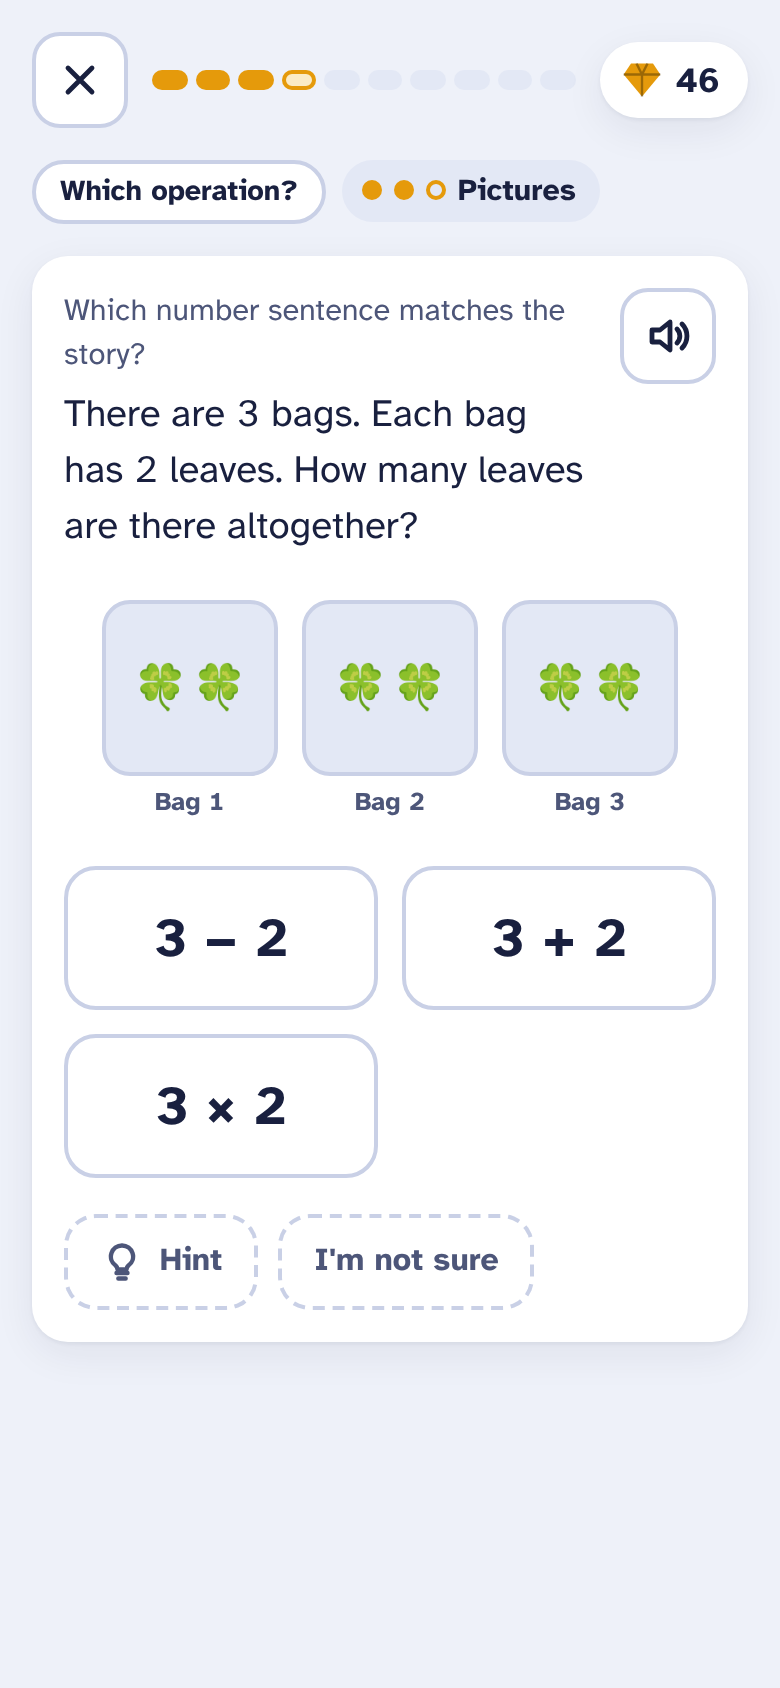 46
Which operation?
Pictures
Which number sentence matches the
story?
There are 3 bags. Each bag
has 2 leaves. How many leaves
are there altogether?
Bag 1
Bag 2
Bag 3
3 − 2
3 + 2
3 × 2
Hint
I'm not sure